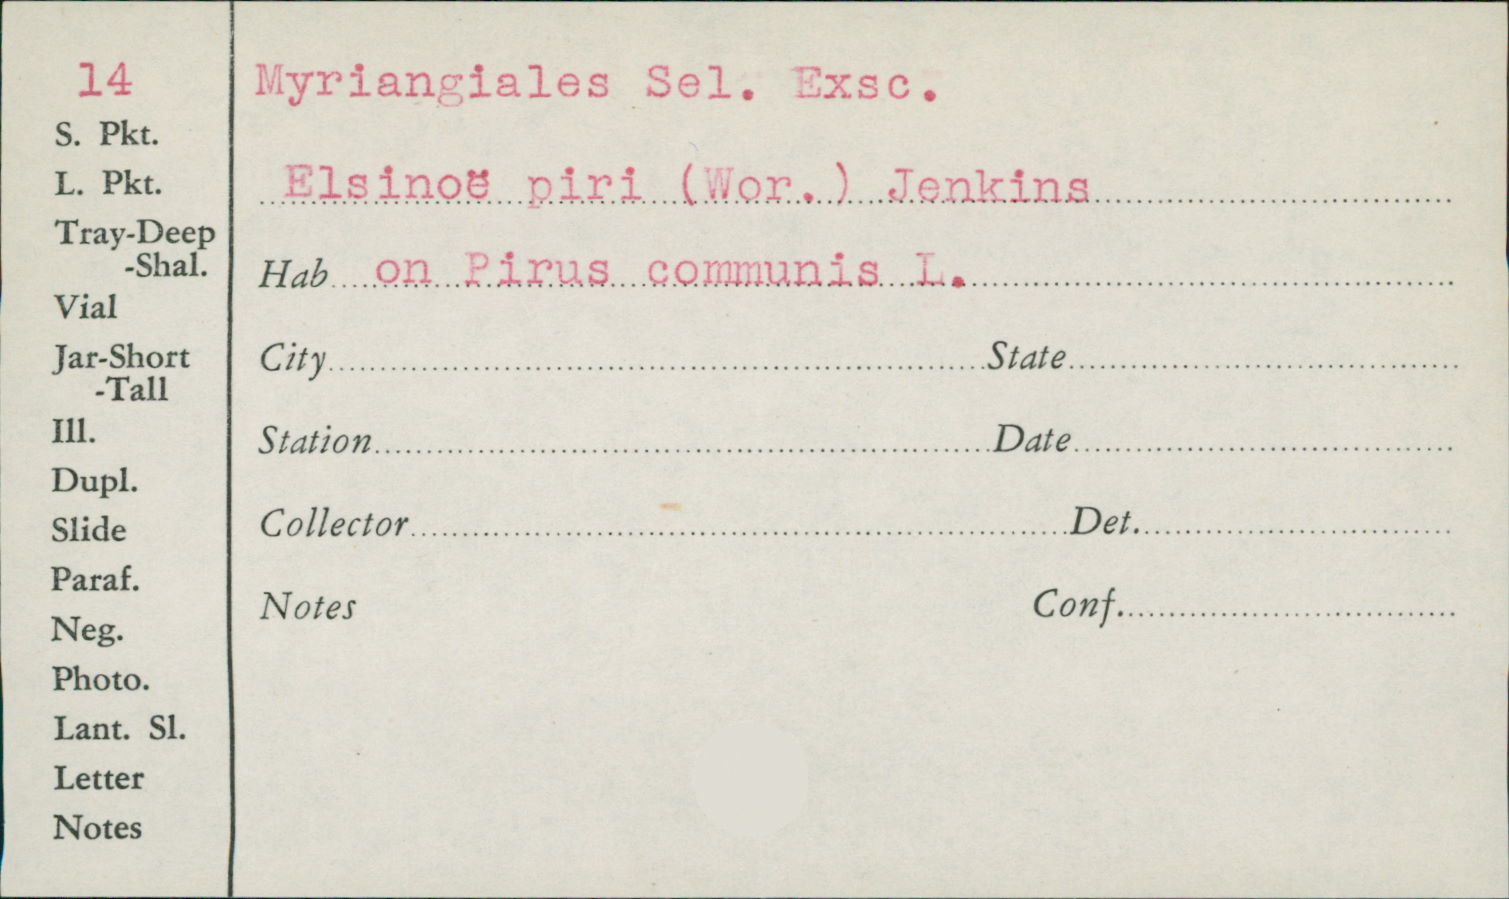 14
S. Pkt.
L. Pkt.
Tray-Deep
-Shal.
Vial
Jar-Short
-Tall
Ill.
Dupl.
Slide
Paraf.
Neg.
Photo.
Lant. Sl.
Letter
Notes
Myriangiales Sel. Exsc.
Elsinoë piri (Wor.) Jenkins
Hab on Pirus communis L.
City State
Station Date
Collector Det.
Notes Conf.